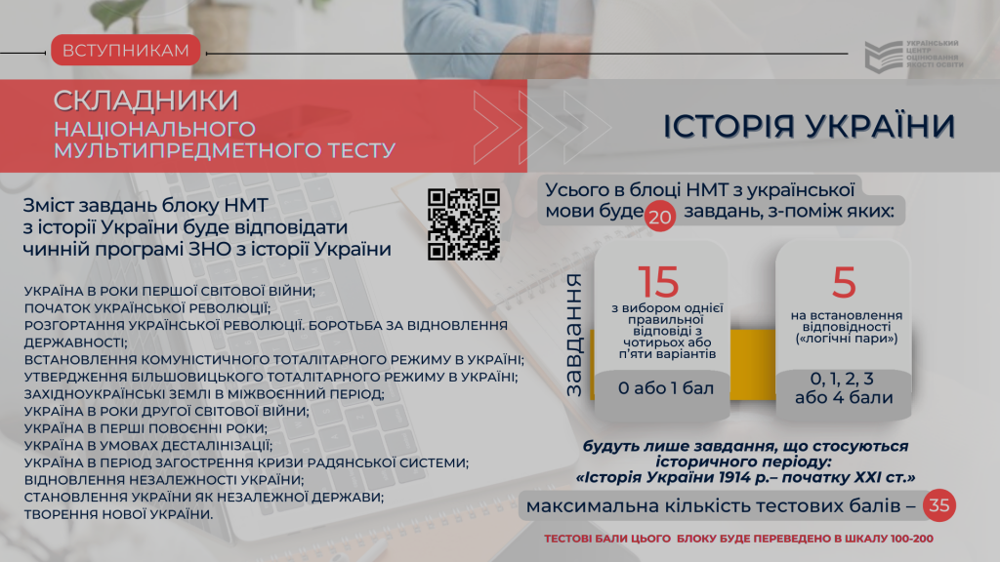 ВСТУПНИКАМ
УКРАЇНСЬКИЙ
ЦЕНТР
ОЦІНЮВАННЯ
ЯКОСТІ ОСВІТИ
СКЛАДНИКИ
НАЦІОНАЛЬНОГО
МУЛЬТИПРЕДМЕТНОГО ТЕСТУ
ІСТОРІЯ УКРАЇНИ
Зміст завдань блоку НМТ
з історії України буде відповідати
чинній програмі ЗНО з історії України
УКРАЇНА В РОКИ ПЕРШОЇ СВІТОВОЇ ВІЙНИ;
ПОЧАТОК УКРАЇНСЬКОЇ РЕВОЛЮЦІЇ;
РОЗГОРТАННЯ УКРАЇНСЬКОЇ РЕВОЛЮЦІЇ. БОРОТЬБА ЗА ВІДНОВЛЕННЯ
ДЕРЖАВНОСТІ;
ВСТАНОВЛЕННЯ КОМУНІСТИЧНОГО ТОТАЛІТАРНОГО РЕЖИМУ В УКРАЇНІ;
УТВЕРДЖЕННЯ БІЛЬШОВИЦЬКОГО ТОТАЛІТАРНОГО РЕЖИМУ В УКРАЇНІ;
ЗАХІДНОУКРАЇНСЬКІ ЗЕМЛІ В МІЖВОЄННИЙ ПЕРІОД;
УКРАЇНА В РОКИ ДРУГОЇ СВІТОВОЇ ВІЙНИ;
УКРАЇНА В ПЕРШІ ПОВОЄННІ РОКИ;
УКРАЇНА В УМОВАХ ДЕСТАЛІНІЗАЦІЇ;
УКРАЇНА В ПЕРІОД ЗАГОСТРЕННЯ КРИЗИ РАДЯНСЬКОЇ СИСТЕМИ;
ВІДНОВЛЕННЯ НЕЗАЛЕЖНОСТІ УКРАЇНИ;
СТАНОВЛЕННЯ УКРАЇНИ ЯК НЕЗАЛЕЖНОЇ ДЕРЖАВИ;
ТВОРЕННЯ НОВОЇ УКРАЇНИ.
Усього в блоці НМТ з української
мови буде 20 завдань, з-поміж яких:
завдання
15
з вибором однієї
правильної
відповіді з
чотирьох або
п'яти варіантів
0 або 1 бал
5
на встановлення
відповідності
(«логічні пари»)
0, 1, 2, 3
або 4 бали
будуть лише завдання, що стосуються
історичного періоду:
«Історія України 1914 р.– початку ХХІ ст.»
максимальна кількість тестових балів – 35
ТЕСТОВІ БАЛИ ЦЬОГО БЛОКУ БУДЕ ПЕРЕВЕДЕНО В ШКАЛУ 100-200